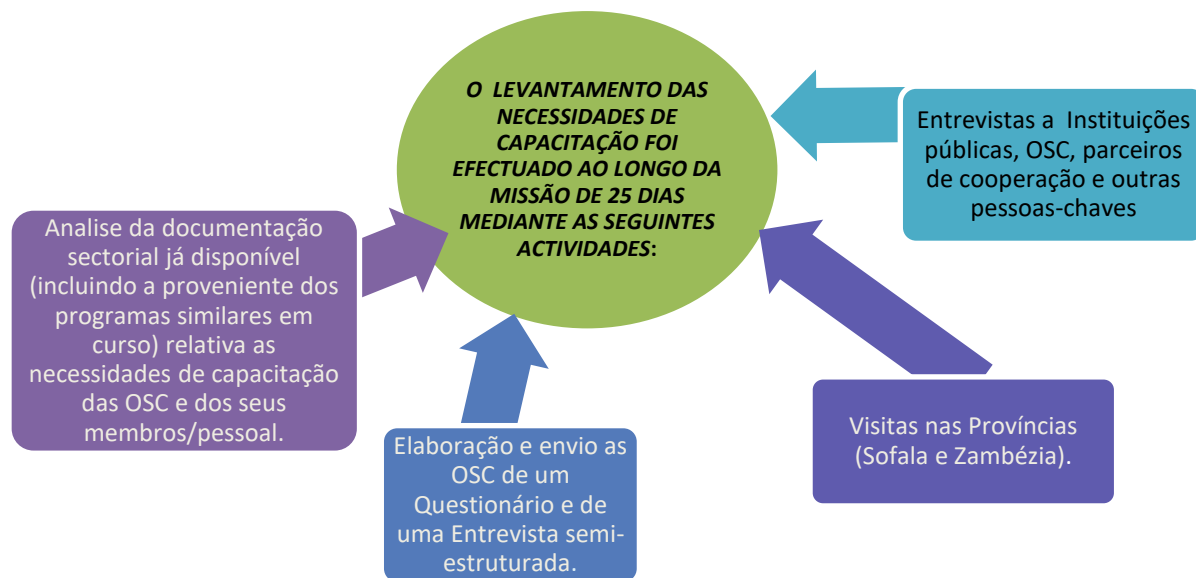 O LEVANTAMENTO DAS
NECESSIDADES DE
CAPACITAÇÃO FOI
EFECTUADO AO LONGO DA
MISSÃO DE 25 DIAS
MEDIANTE AS SEGUINTES
ACTIVIDADES:
Analise da documentação
sectorial já disponível
(incluindo a proveniente dos
programas similares em
curso) relativa as
necessidades de capacitação
das OSC e dos seus
membros/pessoal.
Elaboração e envio as
OSC de um
Questionário e de
uma Entrevista semi-
estruturada.
Visitas nas Províncias
(Sofala e Zambézia).
Entrevistas a Instituições
públicas, OSC, parceiros
de cooperação e outras
pessoas-chaves